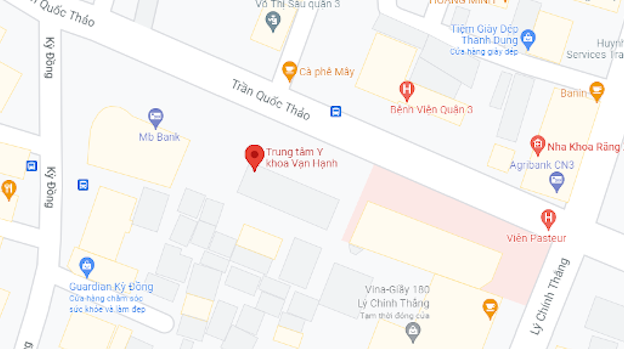 Trần Quốc Thảo
Kỳ Đồng
Võ Thị Sáu quận 3
HOÀNG MINH
Tiệm Giày Dép
Thành Dung
Cửa hàng giày dép
Services Tra
Cà phê Mây
Trần Quốc Thảo
Bệnh Viện Quận 3
Banin
Mb Bank
Trung tâm Y
khoa Vạn Hạnh
Nha Khoa Răng
Agribank CN3
Kỳ Đồng
Viện Pasteur
Guardian Kỳ Đồng
Cửa hàng chăm sóc
sức khỏe và làm đẹp
Vina-Giầy 180
Lý Chính Thắng
Tạm thời đóng cửa
Lý Chính Thắng